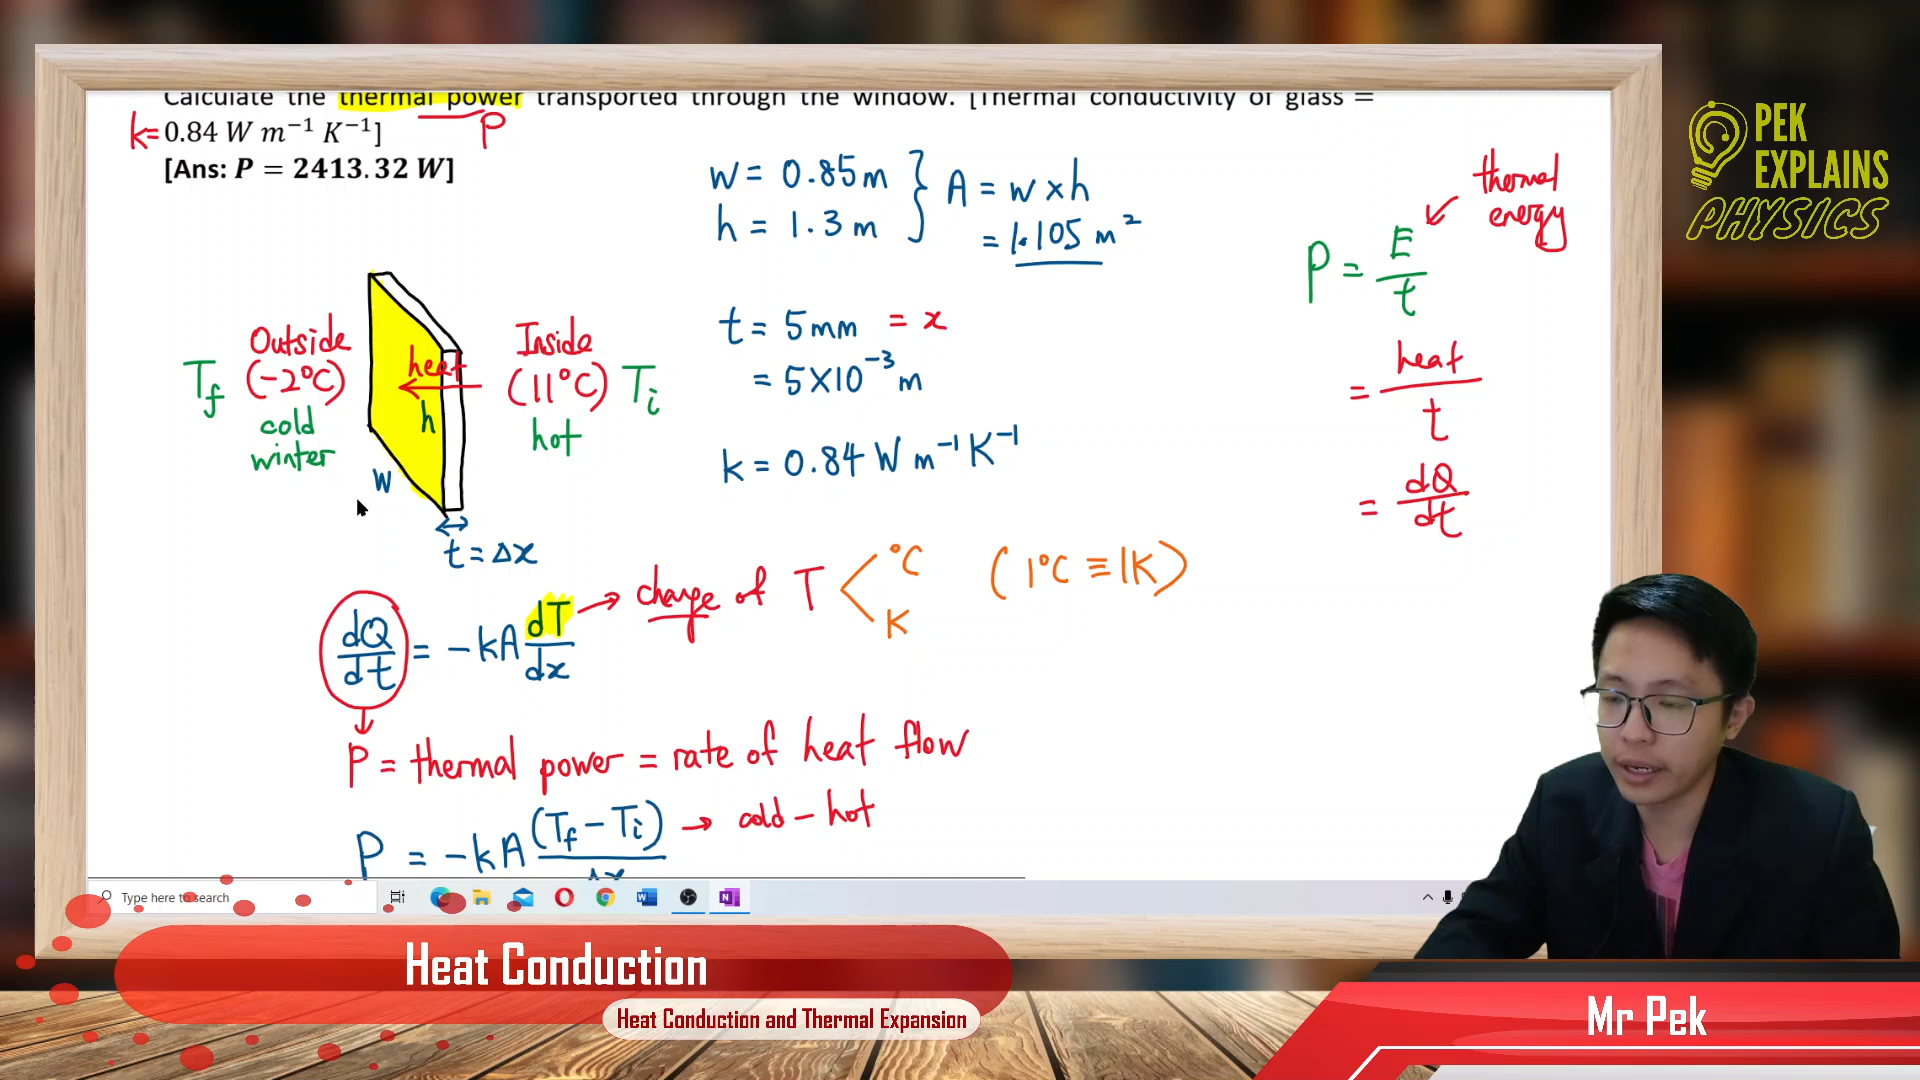 Calculate the thermal power transported through the window. [Thermal conductivity of glass =
k= 0.84 W m⁻¹ K⁻¹]
P
[Ans: P = 2413.32 W]
w = 0.85 m
h = 1.3 m
A = w × h
= 1.105 m²
t = 5 mm = x
= 5 × 10⁻³ m
k = 0.84 W m⁻¹ K⁻¹
thermal
energy
P = E/t
= heat/t
= dQ/dt
Tf
Outside
(-2°C)
cold
winter
heat
h
w
Inside
(11°C)
hot
Ti
t = Δx
dQ/dt = -kA dT/dx
→ change of T
°C
K
(1°C ≡ 1K)
P = thermal power = rate of heat flow
P = -kA (Tf - Ti)/Δx → cold - hot
Type here to search
PEK
EXPLAINS
PHYSICS
Heat Conduction
Heat Conduction and Thermal Expansion
Mr Pek